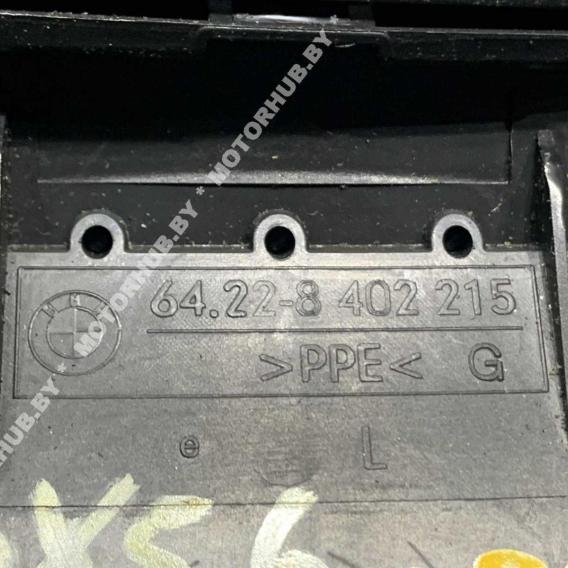 64.22-8 402 215
>PPE< G
e L
MOTORHUB.BY * MOTORHUB.BY * MOTORHUB.BY